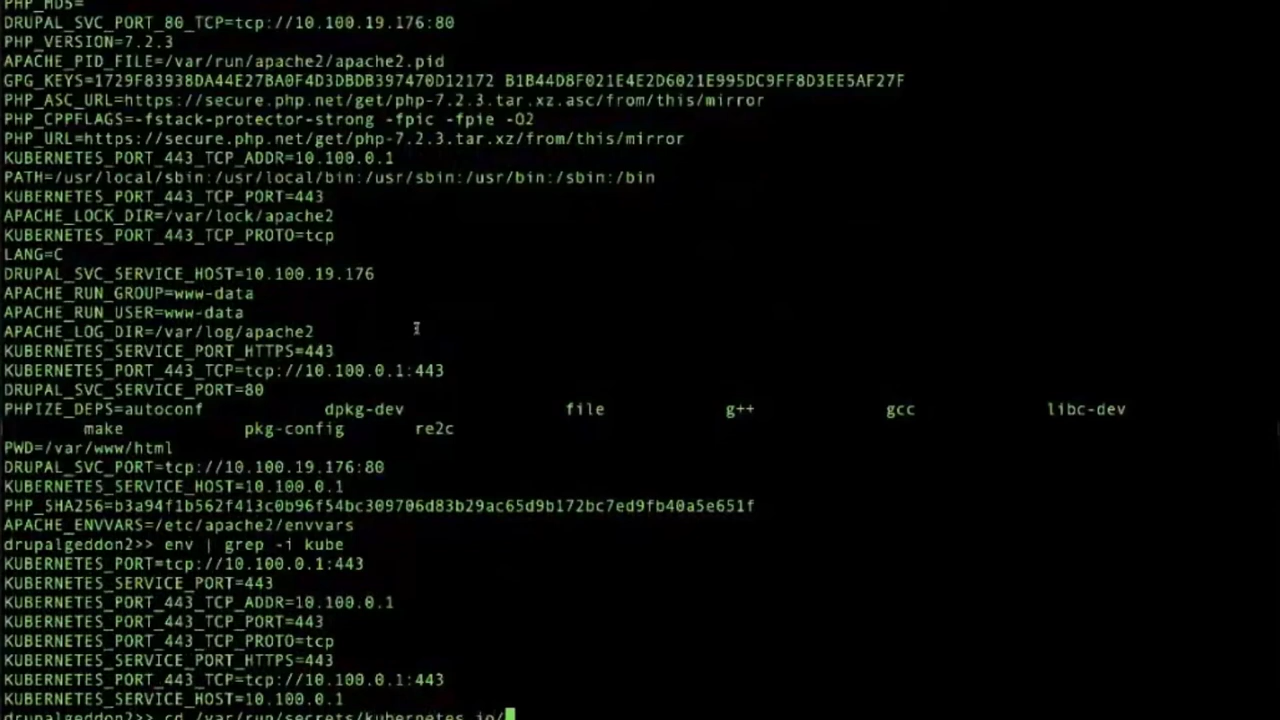 PHP_MD5=
DRUPAL_SVC_PORT_80_TCP=tcp://10.100.19.176:80
PHP_VERSION=7.2.3
APACHE_PID_FILE=/var/run/apache2/apache2.pid
GPG_KEYS=1729F83938DA44E27BA0F4D3DBDB397470D12172 B1B44D8F021E4E2D6021E995DC9FF8D3EE5AF27F
PHP_ASC_URL=https://secure.php.net/get/php-7.2.3.tar.xz.asc/from/this/mirror
PHP_CPPFLAGS=-fstack-protector-strong -fpic -fpie -O2
PHP_URL=https://secure.php.net/get/php-7.2.3.tar.xz/from/this/mirror
KUBERNETES_PORT_443_TCP_ADDR=10.100.0.1
PATH=/usr/local/sbin:/usr/local/bin:/usr/sbin:/usr/bin:/sbin:/bin
KUBERNETES_PORT_443_TCP_PORT=443
APACHE_LOCK_DIR=/var/lock/apache2
KUBERNETES_PORT_443_TCP_PROTO=tcp
LANG=C
DRUPAL_SVC_SERVICE_HOST=10.100.19.176
APACHE_RUN_GROUP=www-data
APACHE_RUN_USER=www-data
APACHE_LOG_DIR=/var/log/apache2
KUBERNETES_SERVICE_PORT_HTTPS=443
KUBERNETES_PORT_443_TCP=tcp://10.100.0.1:443
DRUPAL_SVC_SERVICE_PORT=80
PHPIZE_DEPS=autoconf dpkg-dev file g++ gcc libc-dev
make pkg-config re2c
PWD=/var/www/html
DRUPAL_SVC_PORT=tcp://10.100.19.176:80
KUBERNETES_SERVICE_HOST=10.100.0.1
PHP_SHA256=b3a94f1b562f413c0b96f54bc309706d83b29ac65d9b172bc7ed9fb40a5e651f
APACHE_ENVVARS=/etc/apache2/envvars
drupalgeddon2>> env | grep -i kube
KUBERNETES_PORT=tcp://10.100.0.1:443
KUBERNETES_SERVICE_PORT=443
KUBERNETES_PORT_443_TCP_ADDR=10.100.0.1
KUBERNETES_PORT_443_TCP_PORT=443
KUBERNETES_PORT_443_TCP_PROTO=tcp
KUBERNETES_SERVICE_PORT_HTTPS=443
KUBERNETES_PORT_443_TCP=tcp://10.100.0.1:443
KUBERNETES_SERVICE_HOST=10.100.0.1
drupalgeddon2>> cd /var/run/secrets/kubernetes.io/